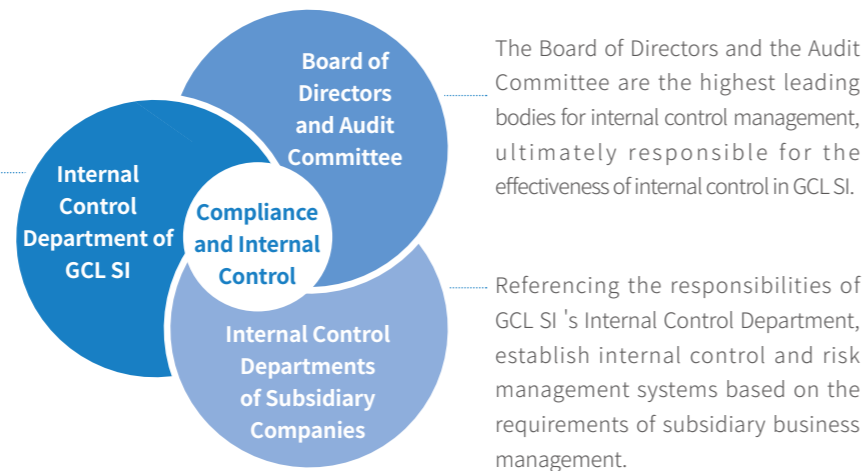 Board of
Directors
and Audit
Committee
The Board of Directors and the Audit
Committee are the highest leading
bodies for internal control management,
ultimately responsible for the
effectiveness of internal control in GCL SI.
Internal
Control
Department of
GCL SI
Compliance
and Internal
Control
Internal Control
Departments
of Subsidiary
Companies
Referencing the responsibilities of
GCL SI 's Internal Control Department,
establish internal control and risk
management systems based on the
requirements of subsidiary business
management.